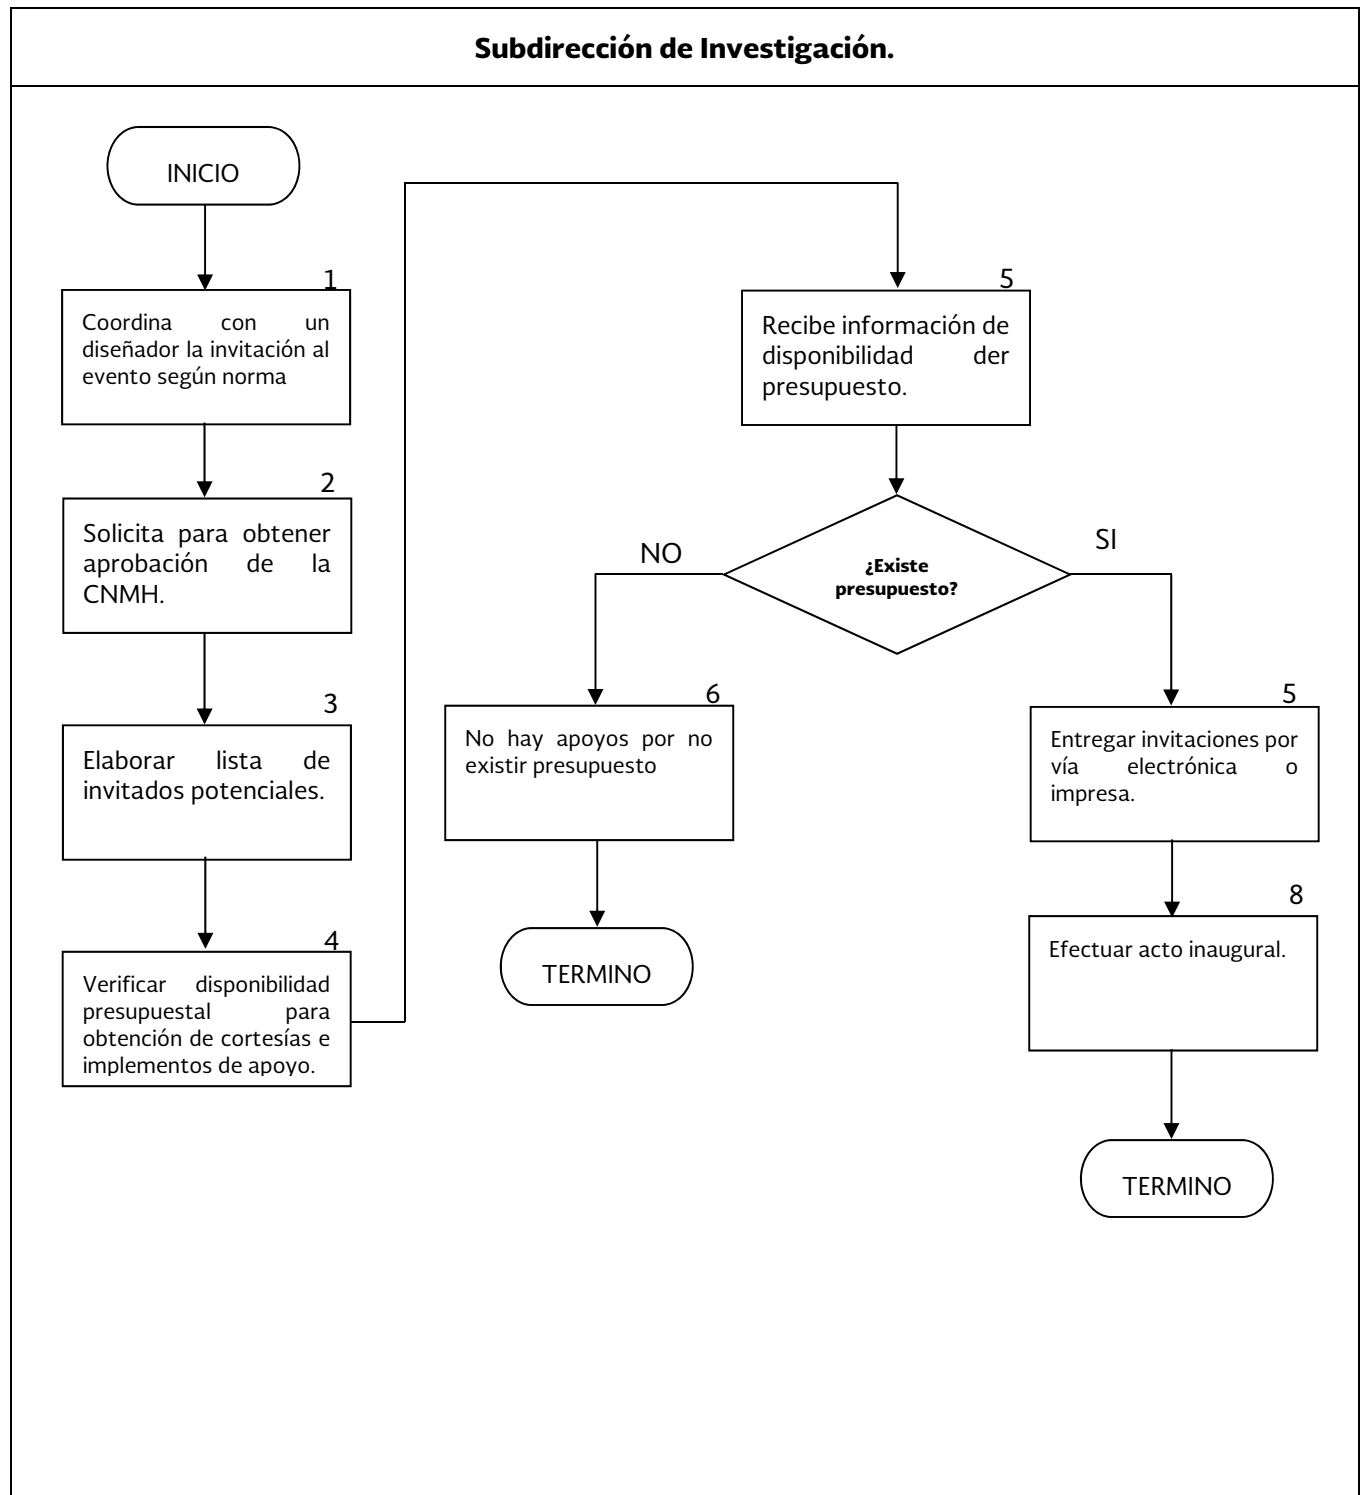 Subdirección de Investigación.
INICIO
1
Coordina con un
diseñador la invitación al
evento según norma
2
Solicita para obtener
aprobación de la
CNMH.
3
Elaborar lista de
invitados potenciales.
4
Verificar disponibilidad
presupuestal para
obtención de cortesías e
implementos de apoyo.
5
Recibe información de
disponibilidad der
presupuesto.
¿Existe
presupuesto?
NO
SI
6
No hay apoyos por no
existir presupuesto
TERMINO
5
Entregar invitaciones por
vía electrónica o
impresa.
8
Efectuar acto inaugural.
TERMINO